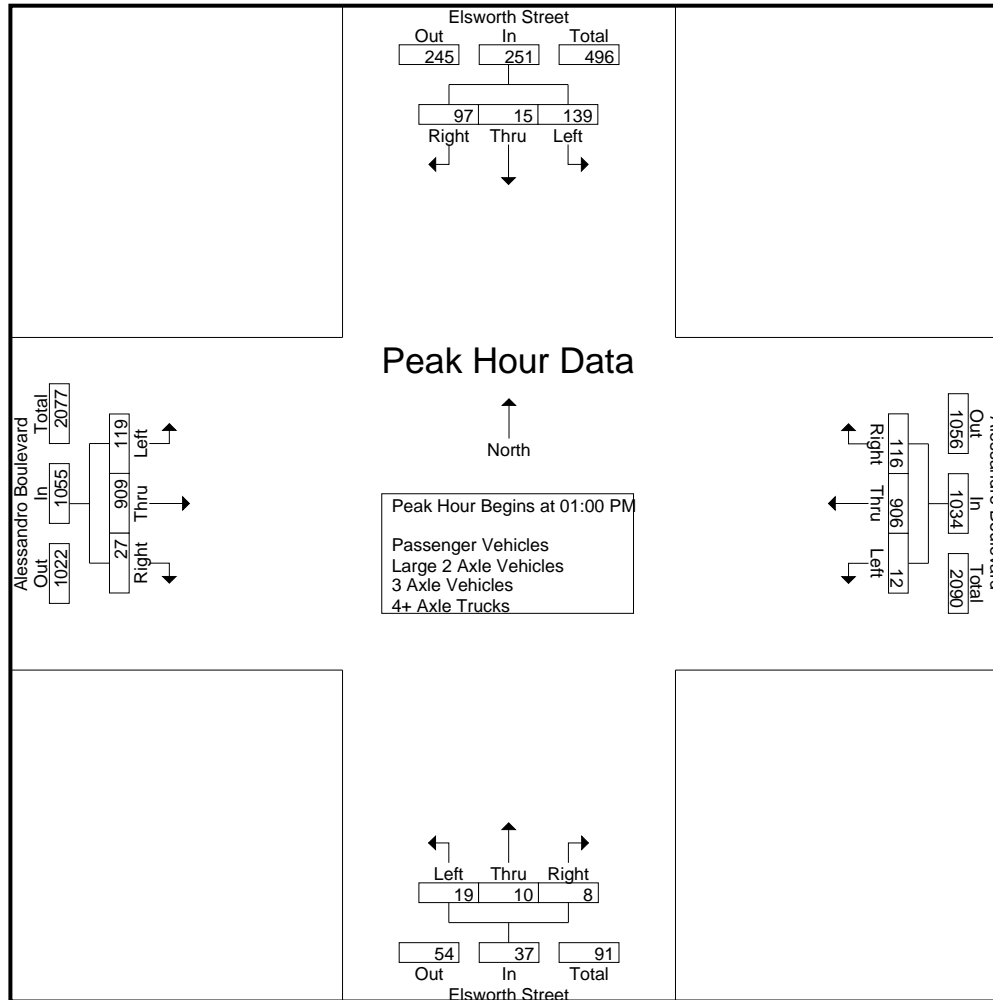 Elsworth Street
Out In Total
245 251 496
97 15 139
Right Thru Left
Peak Hour Data
North
Peak Hour Begins at 01:00 PM
Passenger Vehicles
Large 2 Axle Vehicles
3 Axle Vehicles
4+ Axle Trucks
Alessandro Boulevard
Out In Total
1022 1055 2077
27 909 119
Right Thru Left
Out In Total
1056 1034 2090
116 906 12
Right Thru Left
Left Thru Right
19 10 8
54 37 91
Out In Total
Elsworth Street